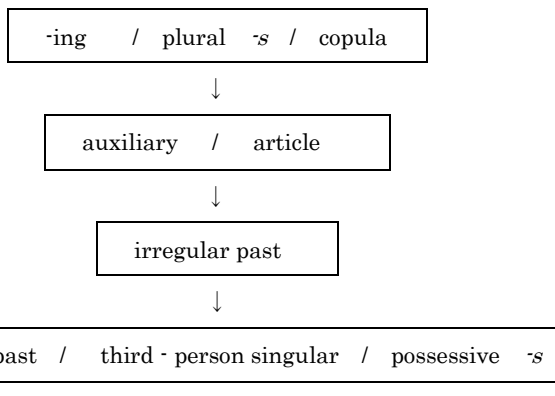 -ing / plural -s / copula
↓
auxiliary / article
↓
irregular past
↓
past / third - person singular / possessive -s